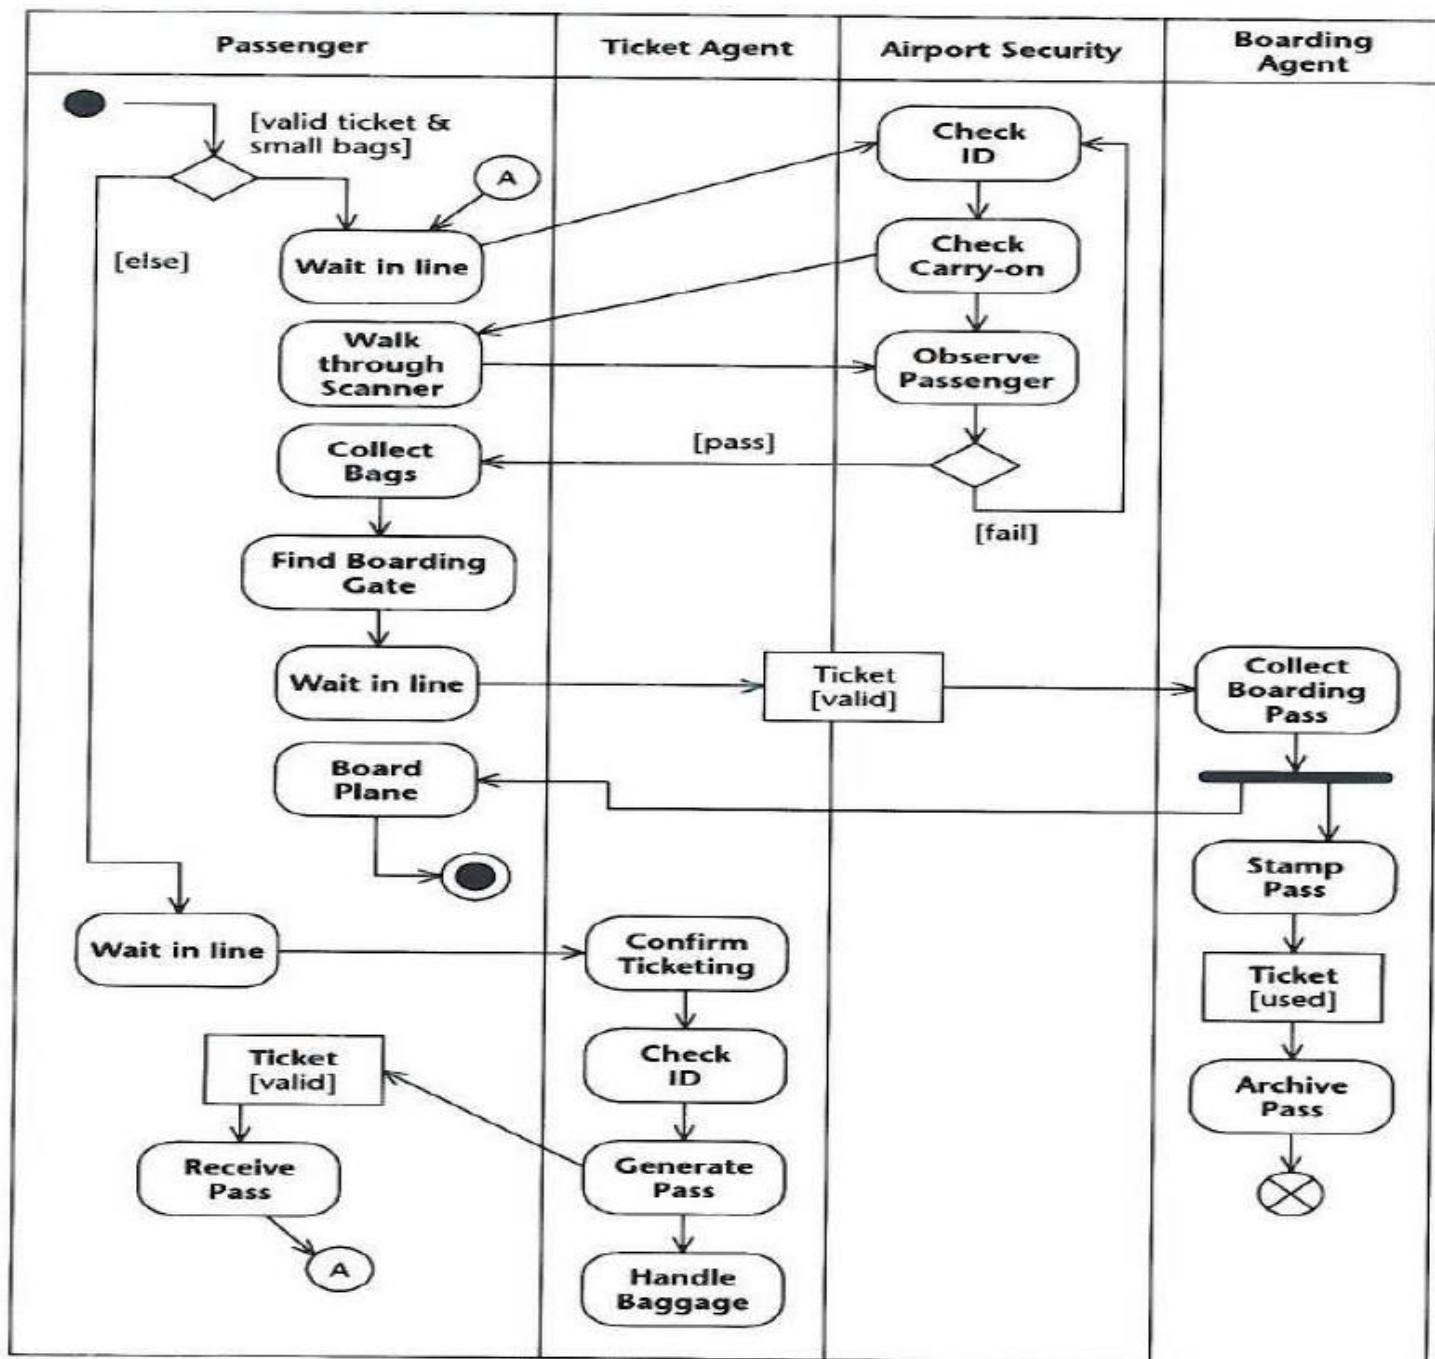 Passenger
Ticket Agent
Airport Security
Boarding
Agent
[valid ticket &
small bags]
A
Check
ID
[else]
Wait in line
Check
Carry-on
Walk
through
Scanner
Observe
Passenger
Collect
Bags
[pass]
[fail]
Find Boarding
Gate
Wait in line
Ticket
[valid]
Collect
Boarding
Pass
Board
Plane
Stamp
Pass
Wait in line
Confirm
Ticketing
Ticket
[used]
Ticket
[valid]
Check
ID
Archive
Pass
Receive
Pass
Generate
Pass
A
Handle
Baggage